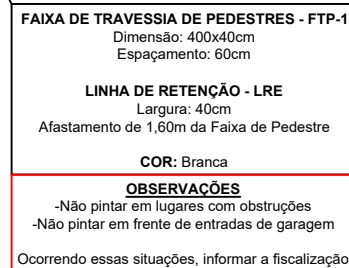 FAIXA DE TRAVESSIA DE PEDESTRES - FTP-1
Dimensão: 400x40cm
Espaçamento: 60cm
LINHA DE RETENÇÃO - LRE
Largura: 40cm
Afastamento de 1,60m da Faixa de Pedestre
COR: Branca
OBSERVAÇÕES
-Não pintar em lugares com obstruções
-Não pintar em frente de entradas de garagem
Ocorrendo essas situações, informar a fiscalização